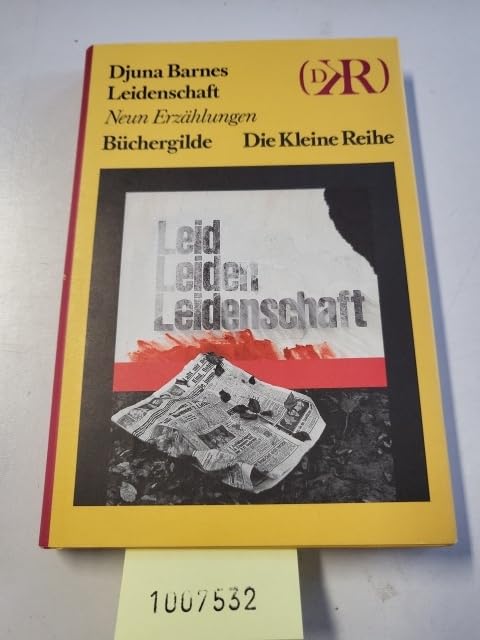 Djuna Barnes
Leidenschaft
Neun Erzählungen
Büchergilde Die Kleine Reihe
(DKR)
Leid
Leiden
Leidenschaft
1007532